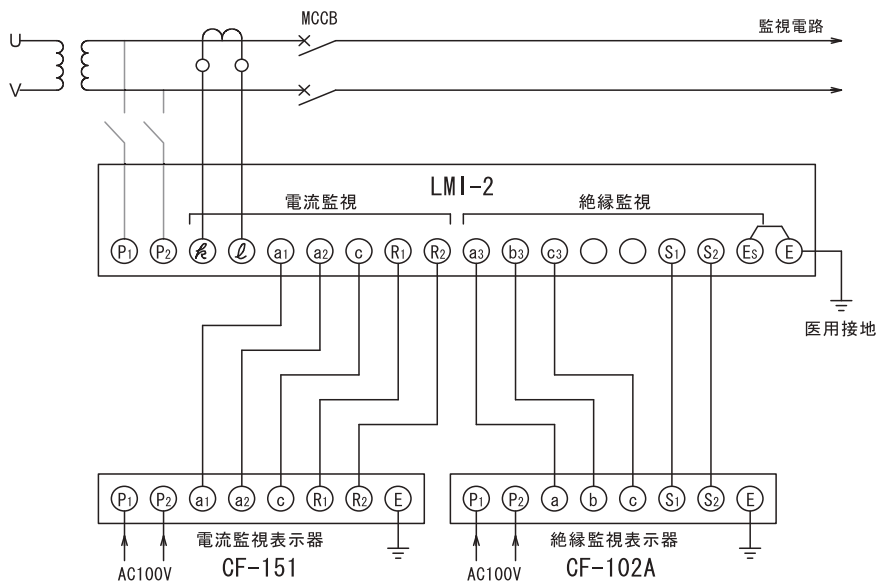 MCCB
U
監視電路
V
LMI-2
電流監視
絶縁監視
P1 P2 k l a1 a2 c R1 R2 a3 b3 c3 S1 S2 ES E
医用接地
P1 P2 a1 a2 c R1 R2 E
P1 P2 a b c S1 S2 E
電流監視表示器
絶縁監視表示器
AC100V
CF-151
AC100V
CF-102A